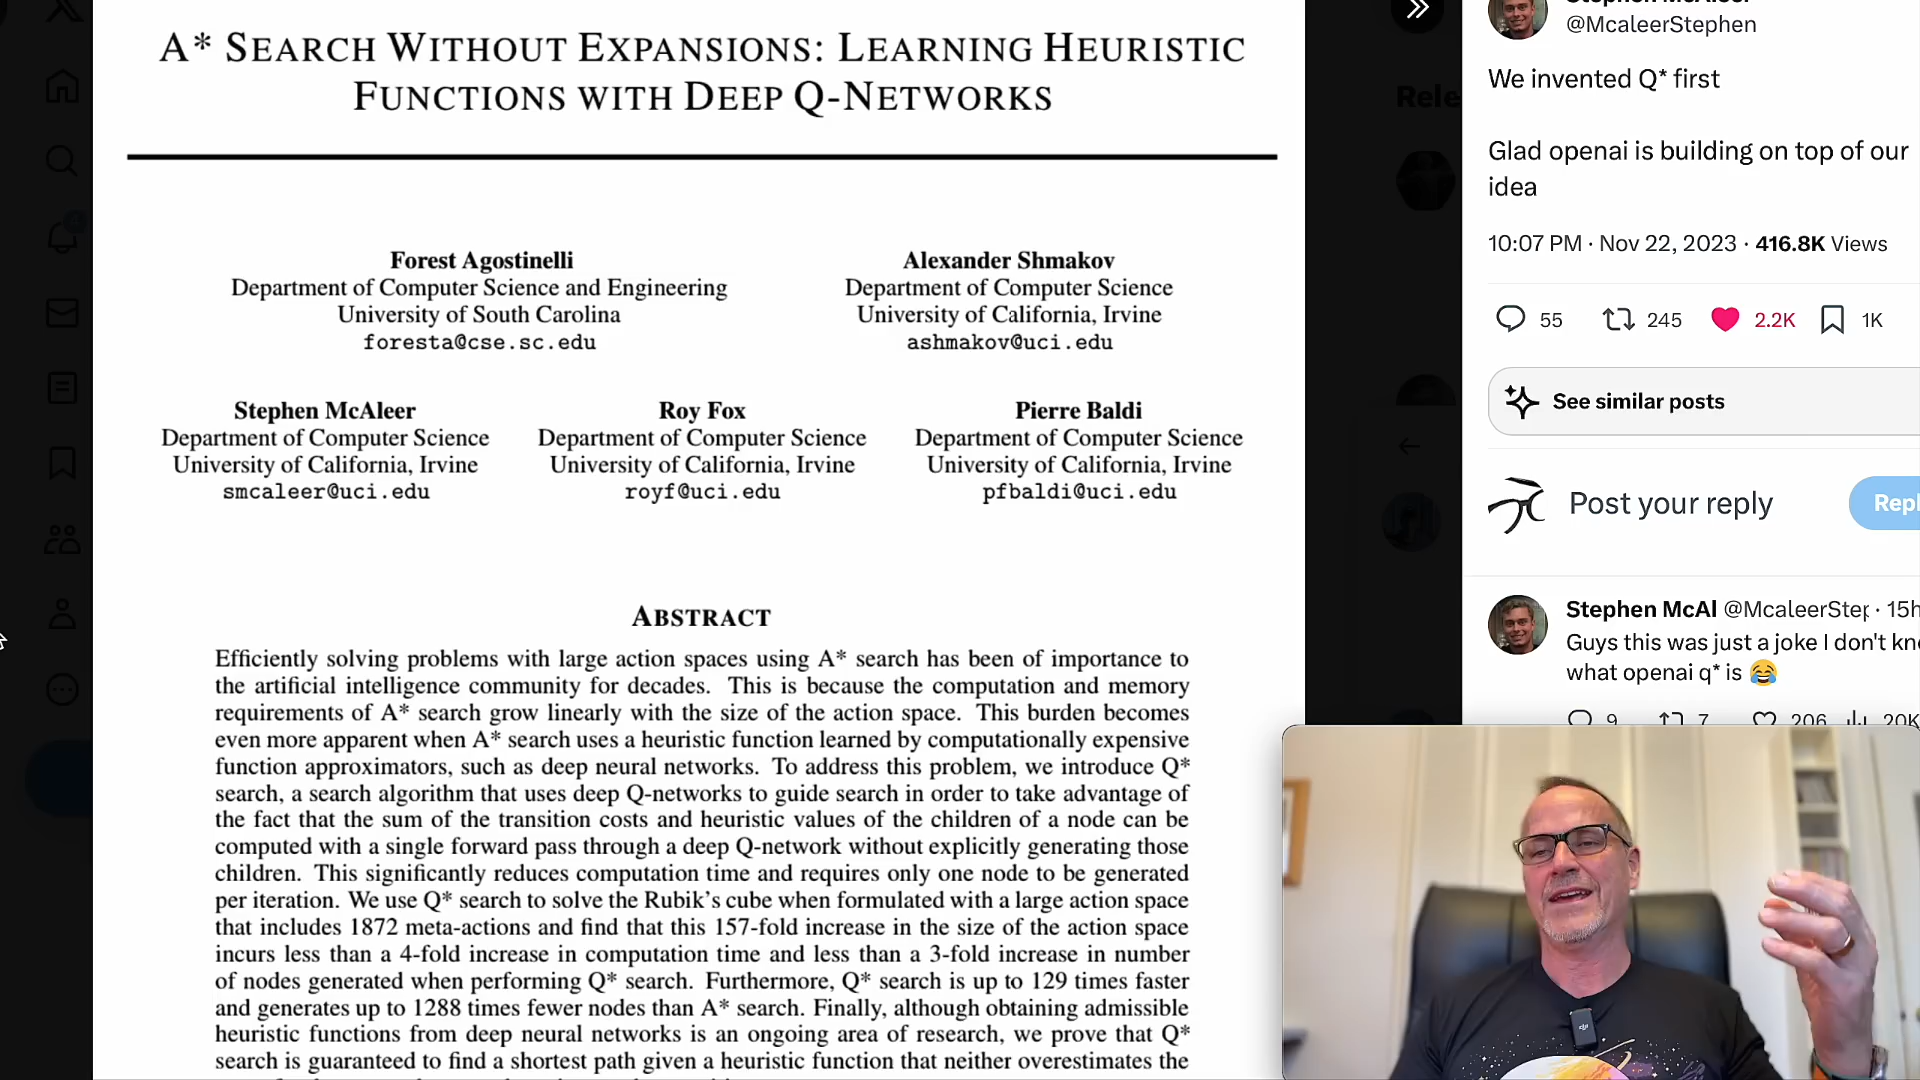 A* SEARCH WITHOUT EXPANSIONS: LEARNING HEURISTIC
FUNCTIONS WITH DEEP Q-NETWORKS
Forest Agostinelli
Department of Computer Science and Engineering
University of South Carolina
foresta@cse.sc.edu
Alexander Shmakov
Department of Computer Science
University of California, Irvine
ashmakov@uci.edu
Stephen McAleer
Department of Computer Science
University of California, Irvine
smcaleer@uci.edu
Roy Fox
Department of Computer Science
University of California, Irvine
royf@uci.edu
Pierre Baldi
Department of Computer Science
University of California, Irvine
pfbaldi@uci.edu
ABSTRACT
Efficiently solving problems with large action spaces using A* search has been of importance to
the artificial intelligence community for decades. This is because the computation and memory
requirements of A* search grow linearly with the size of the action space. This burden becomes
even more apparent when A* search uses a heuristic function learned by computationally expensive
function approximators, such as deep neural networks. To address this problem, we introduce Q*
search, a search algorithm that uses deep Q-networks to guide search in order to take advantage of
the fact that the sum of the transition costs and heuristic values of the children of a node can be
computed with a single forward pass through a deep Q-network without explicitly generating those
children. This significantly reduces computation time and requires only one node to be generated
per iteration. We use Q* search to solve the Rubik's cube when formulated with a large action space
that includes 1872 meta-actions and find that this 157-fold increase in the size of the action space
incurs less than a 4-fold increase in computation time and less than a 3-fold increase in number
of nodes generated when performing Q* search. Furthermore, Q* search is up to 129 times faster
and generates up to 1288 times fewer nodes than A* search. Finally, although obtaining admissible
heuristic functions from deep neural networks is an ongoing area of research, we prove that Q*
search is guaranteed to find a shortest path given a heuristic function that neither overestimates the
Rele
@McaleerStephen
We invented Q* first
Glad openai is building on top of our
idea
10:07 PM · Nov 22, 2023 · 416.8K Views
55 245 2.2K 1K
See similar posts
Post your reply
Repl
Stephen McAl @McaleerStep · 15h
Guys this was just a joke I don't kno
what openai q* is 😂
9 7 206 20K